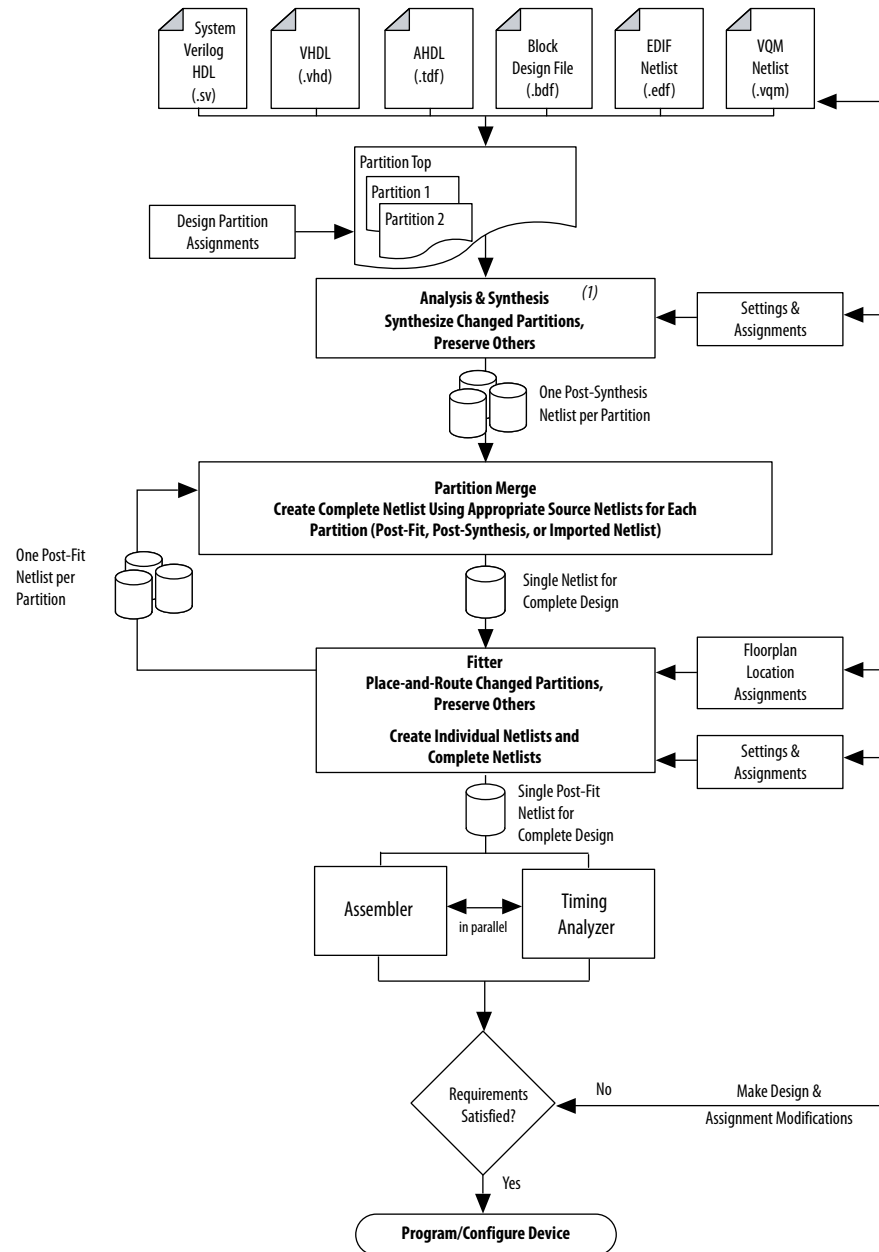 System
Verilog
HDL
(.sv)
VHDL
(.vhd)
AHDL
(.tdf)
Block
Design File
(.bdf)
EDIF
Netlist
(.edf)
VQM
Netlist
(.vqm)
Partition Top
Partition 1
Partition 2
Design Partition
Assignments
Analysis & Synthesis (1)
Synthesize Changed Partitions,
Preserve Others
Settings &
Assignments
One Post-Synthesis
Netlist per Partition
Partition Merge
Create Complete Netlist Using Appropriate Source Netlists for Each
Partition (Post-Fit, Post-Synthesis, or Imported Netlist)
One Post-Fit
Netlist per
Partition
Single Netlist for
Complete Design
Fitter
Place-and-Route Changed Partitions,
Preserve Others
Create Individual Netlists and
Complete Netlists
Floorplan
Location
Assignments
Settings &
Assignments
Single Post-Fit
Netlist for
Complete Design
Assembler
in parallel
Timing
Analyzer
Requirements
Satisfied?
No
Make Design &
Assignment Modifications
Yes
Program/Configure Device